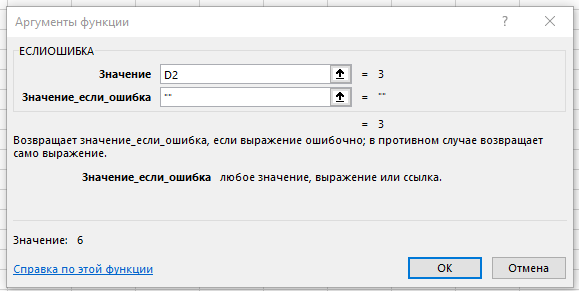 Аргументы функции ? ×
ЕСЛИОШИБКА
Значение D2 = 3
Значение_если_ошибка "" = ""
= 3
Возвращает значение_если_ошибка, если выражение ошибочно; в противном случае возвращает
само выражение.
Значение_если_ошибка любое значение, выражение или ссылка.
Значение: 6
Справка по этой функции ОК Отмена